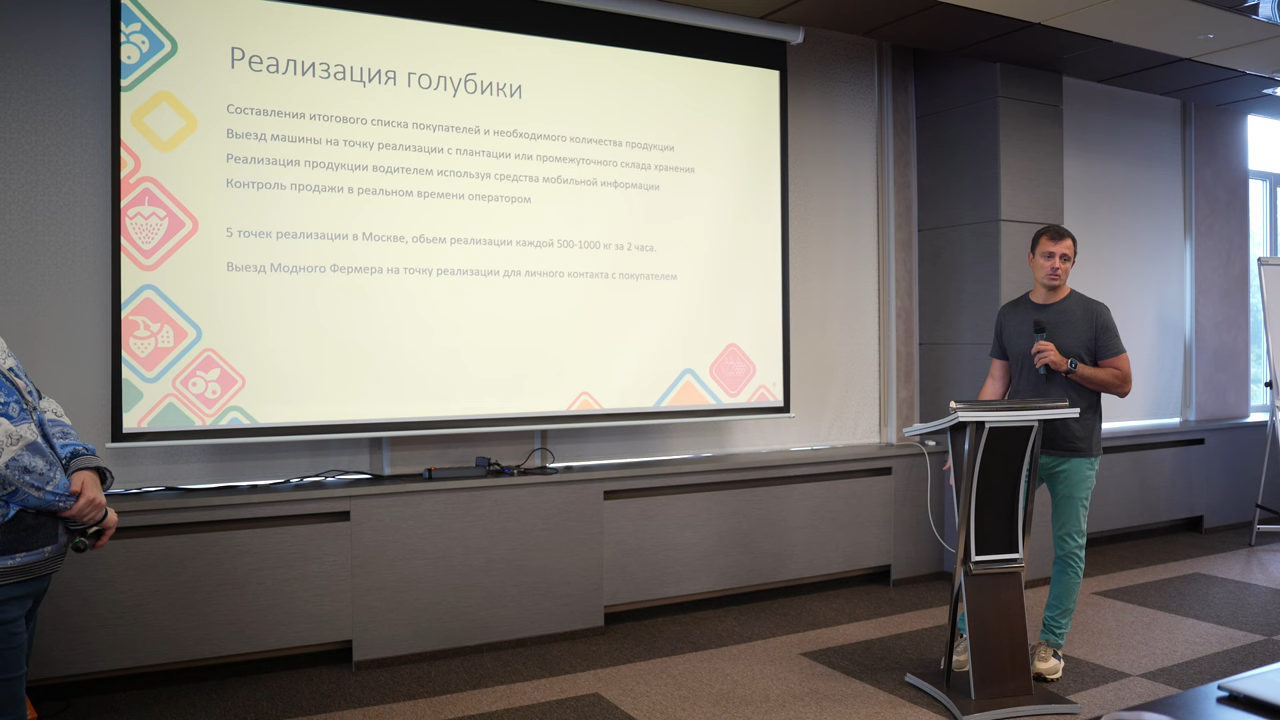 Реализация голубики
Составления итогового списка покупателей и необходимого количества продукции
Выезд машины на точку реализации с плантации или промежуточного склада хранения
Реализация продукции водителем используя средства мобильной информации
Контроль продажи в реальном времени оператором
5 точек реализации в Москве, обьем реализации каждой 500-1000 кг за 2 часа.
Выезд Модного Фермера на точку реализации для личного контакта с покупателем